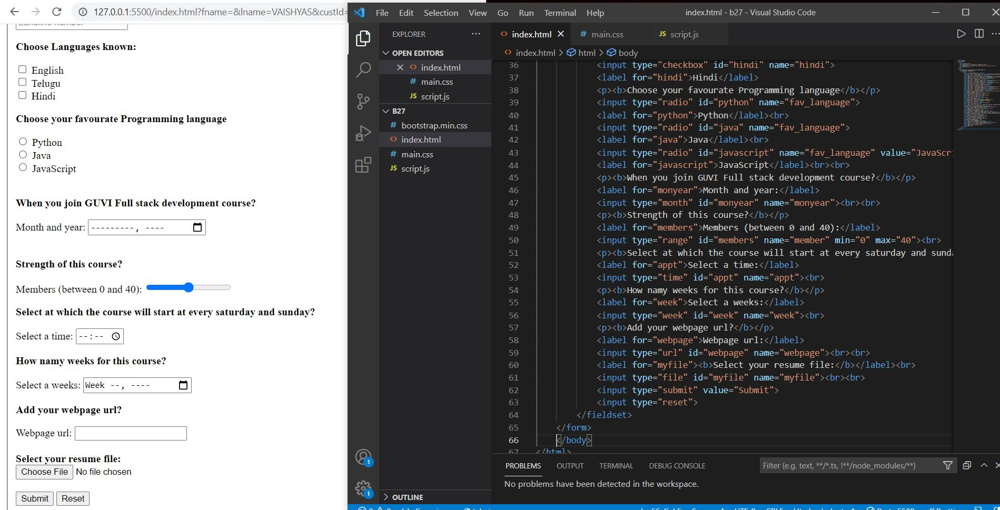 127.0.0.1:5500/index.html?fname=&lname=VAISHYAS&custId=
Landline number
Choose Languages known:
English
Telugu
Hindi
Choose your favourate Programming language
Python
Java
JavaScript
When you join GUVI Full stack development course?
Month and year: ---------, ----
Strength of this course?
Members (between 0 and 40):
Select at which the course will start at every saturday and sunday?
Select a time: --:--
How namy weeks for this course?
Select a weeks: Week --, ----
Add your webpage url?
Webpage url:
Select your resume file:
Choose File No file chosen
Submit Reset
File Edit Selection View Go Run Terminal Help index.html - b27 - Visual Studio Code
EXPLORER ···
OPEN EDITORS
index.html
# main.css
JS script.js
B27
# bootstrap.min.css
<> index.html
# main.css
JS script.js
OUTLINE
1
1
<> index.html # main.css JS script.js
<> index.html > html > body
36 <input type="checkbox" id="hindi" name="hindi">
37 <label for="hindi">Hindi</label>
38 <p><b>Choose your favourate Programming language</b></p>
39 <input type="radio" id="python" name="fav_language">
40 <label for="python">Python</label><br>
41 <input type="radio" id="java" name="fav_language">
42 <label for="java">Java</label><br>
43 <input type="radio" id="javascript" name="fav_language" value="JavaScri
44 <label for="javascript">JavaScript</label><br><br>
45 <p><b>When you join GUVI Full stack development course?</b></p>
46 <label for="monyear">Month and year:</label>
47 <input type="month" id="monyear" name="monyear"><br><br>
48 <p><b>Strength of this course?</b></p>
49 <label for="members">Members (between 0 and 40):</label>
50 <input type="range" id="members" name="member" min="0" max="40"><br>
51 <p><b>Select at which the course will start at every saturday and sunda
52 <label for="appt">Select a time:</label>
53 <input type="time" id="appt" name="appt"><br>
54 <p><b>How namy weeks for this course?</b></p>
55 <label for="week">Select a weeks:</label>
56 <input type="week" id="week" name="week"><br>
57 <p><b>Add your webpage url?</b></p>
58 <label for="webpage">Webpage url:</label>
59 <input type="url" id="webpage" name="webpage"><br><br>
60 <label for="myfile"><b>Select your resume file:</b></label><br>
61 <input type="file" id="myfile" name="myfile"><br><br>
62 <input type="submit" value="Submit">
63 <input type="reset">
64 </fieldset>
65 </form>
66 </body>
67 </html>
PROBLEMS OUTPUT TERMINAL DEBUG CONSOLE Filter (e.g. text, **/*.ts, !**/node_modules/**)
No problems have been detected in the workspace.